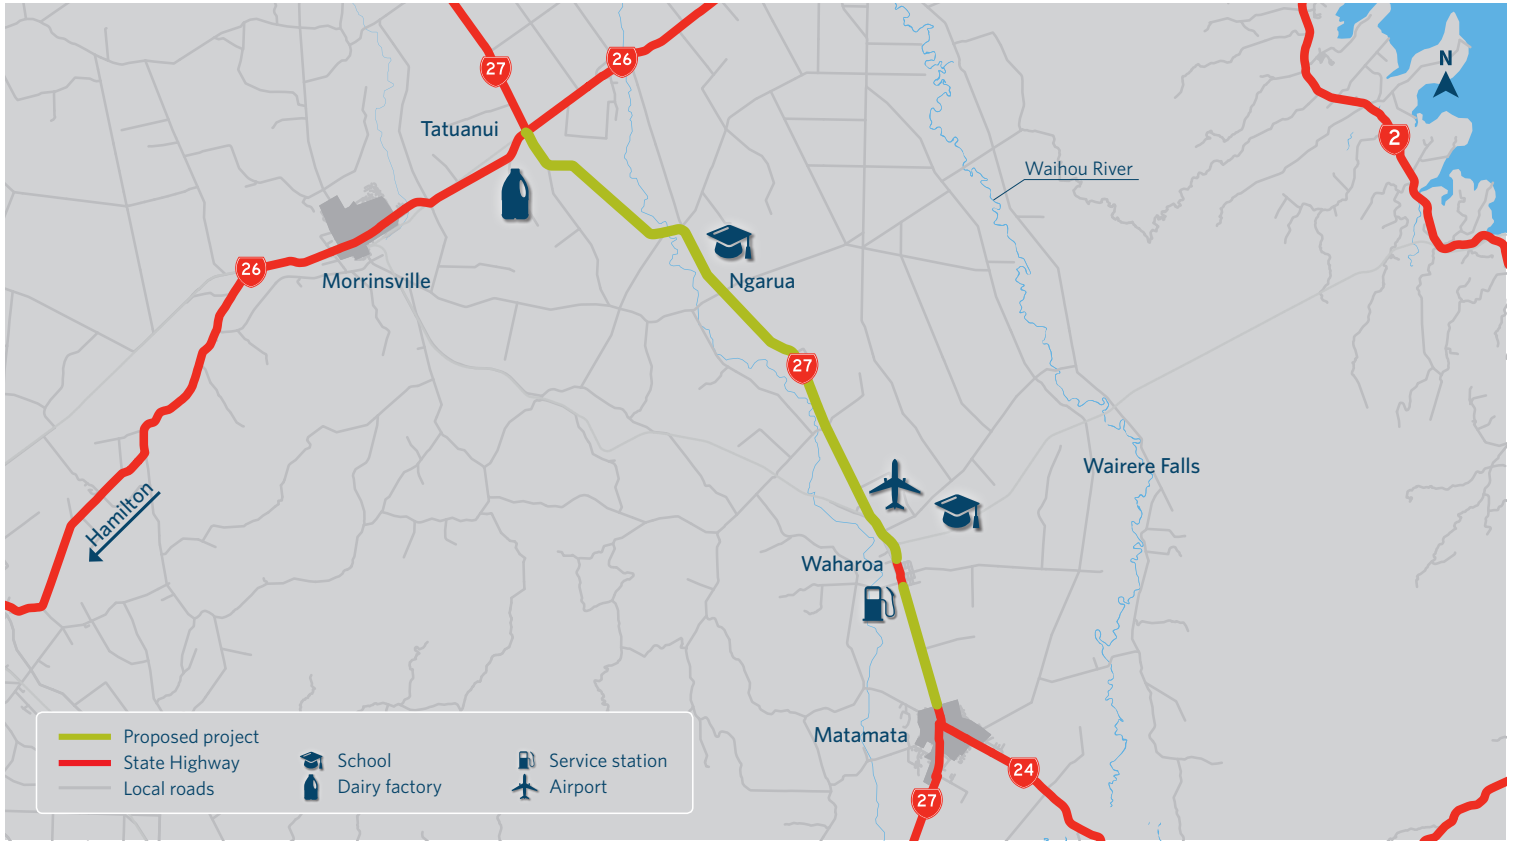 N
27
26
2
Tatuanui
Waihou River
26
Morrinsville
Ngarua
27
Wairere Falls
Hamilton
Waharoa
Matamata
24
27
Proposed project
State Highway
Local roads
School
Dairy factory
Service station
Airport